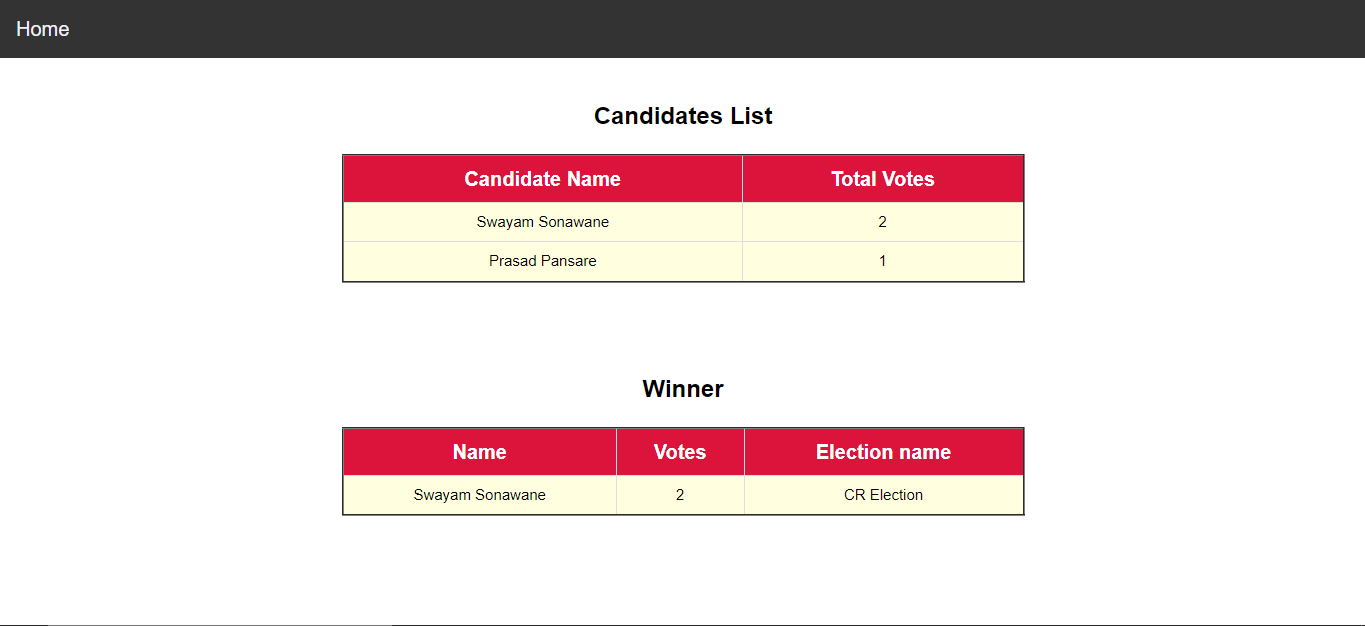 Home
Candidates List
Candidate Name Total Votes
Swayam Sonawane 2
Prasad Pansare 1
Winner
Name Votes Election name
Swayam Sonawane 2 CR Election